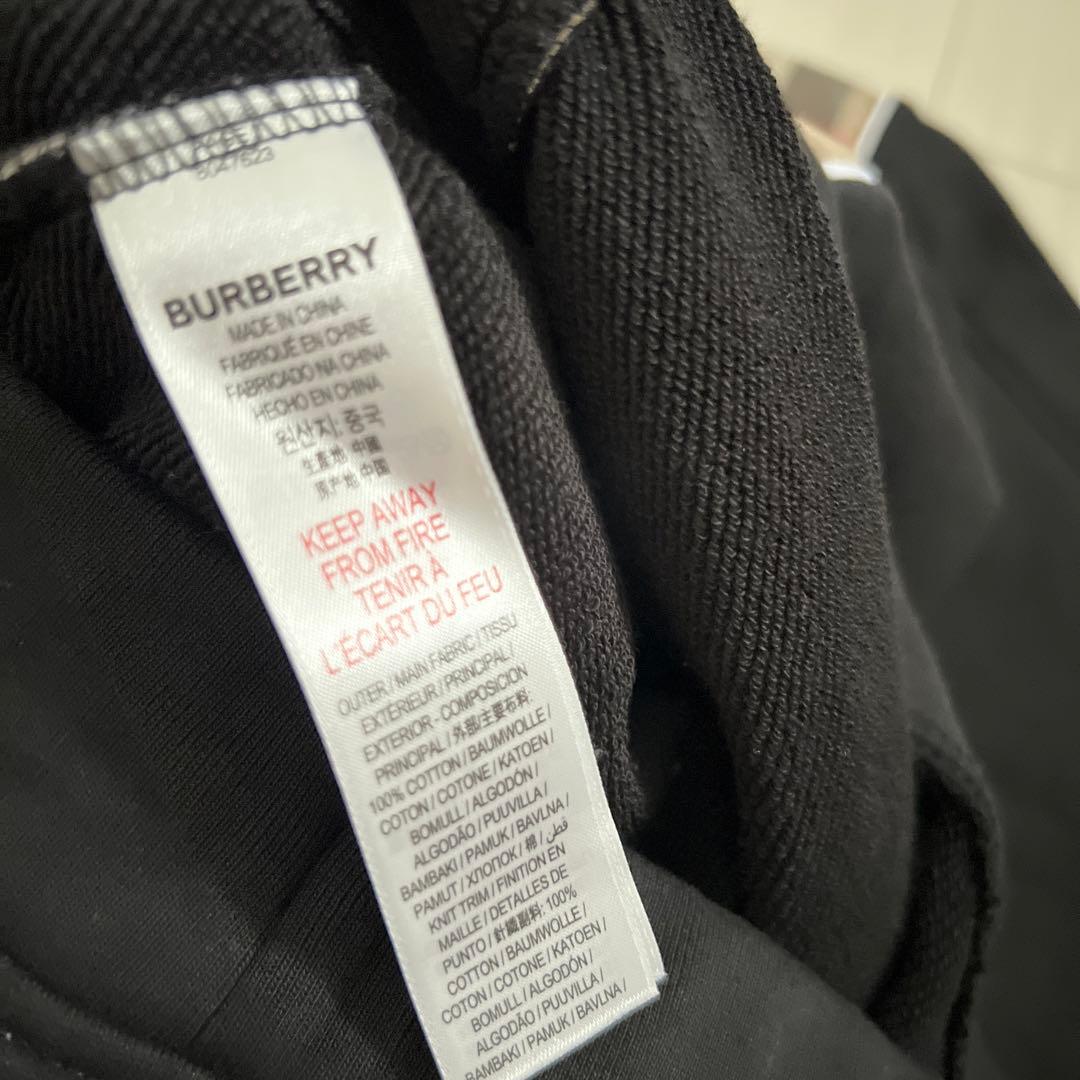 BURBERRY
MADE IN CHINA
FABRIQUÉ EN CHINE
FABRICADO NA CHINA
HECHO EN CHINA
원산지: 중국
生産地 中國
原产地 中国
KEEP AWAY
FROM FIRE
TENIR À
L'ÉCART DU FEU
OUTER / MAIN FABRIC / TISSU
EXTÉRIEUR / PRINCIPAL /
EXTERIOR - COMPOSICION
PRINCIPAL / 外部/主要布料:
100% COTTON / BAUMWOLLE /
COTON / COTONE / KATOEN /
BOMULL / ALGODÓN /
ALGODÃO / PUUVILLA /
BAMBAKI / PAMUK / BAVLNA /
PAMUT / ХЛОПОК / 棉 / قطن /
KNIT TRIM / FINITION EN
MAILLE / DETALLES DE
PUNTO / 針織副料: 100%
COTTON / BAUMWOLLE /
COTON / COTONE / KATOEN /
BOMULL / ALGODÓN /
ALGODÃO / PUUVILLA /
BAMBAKI / PAMUK / BAVLNA /